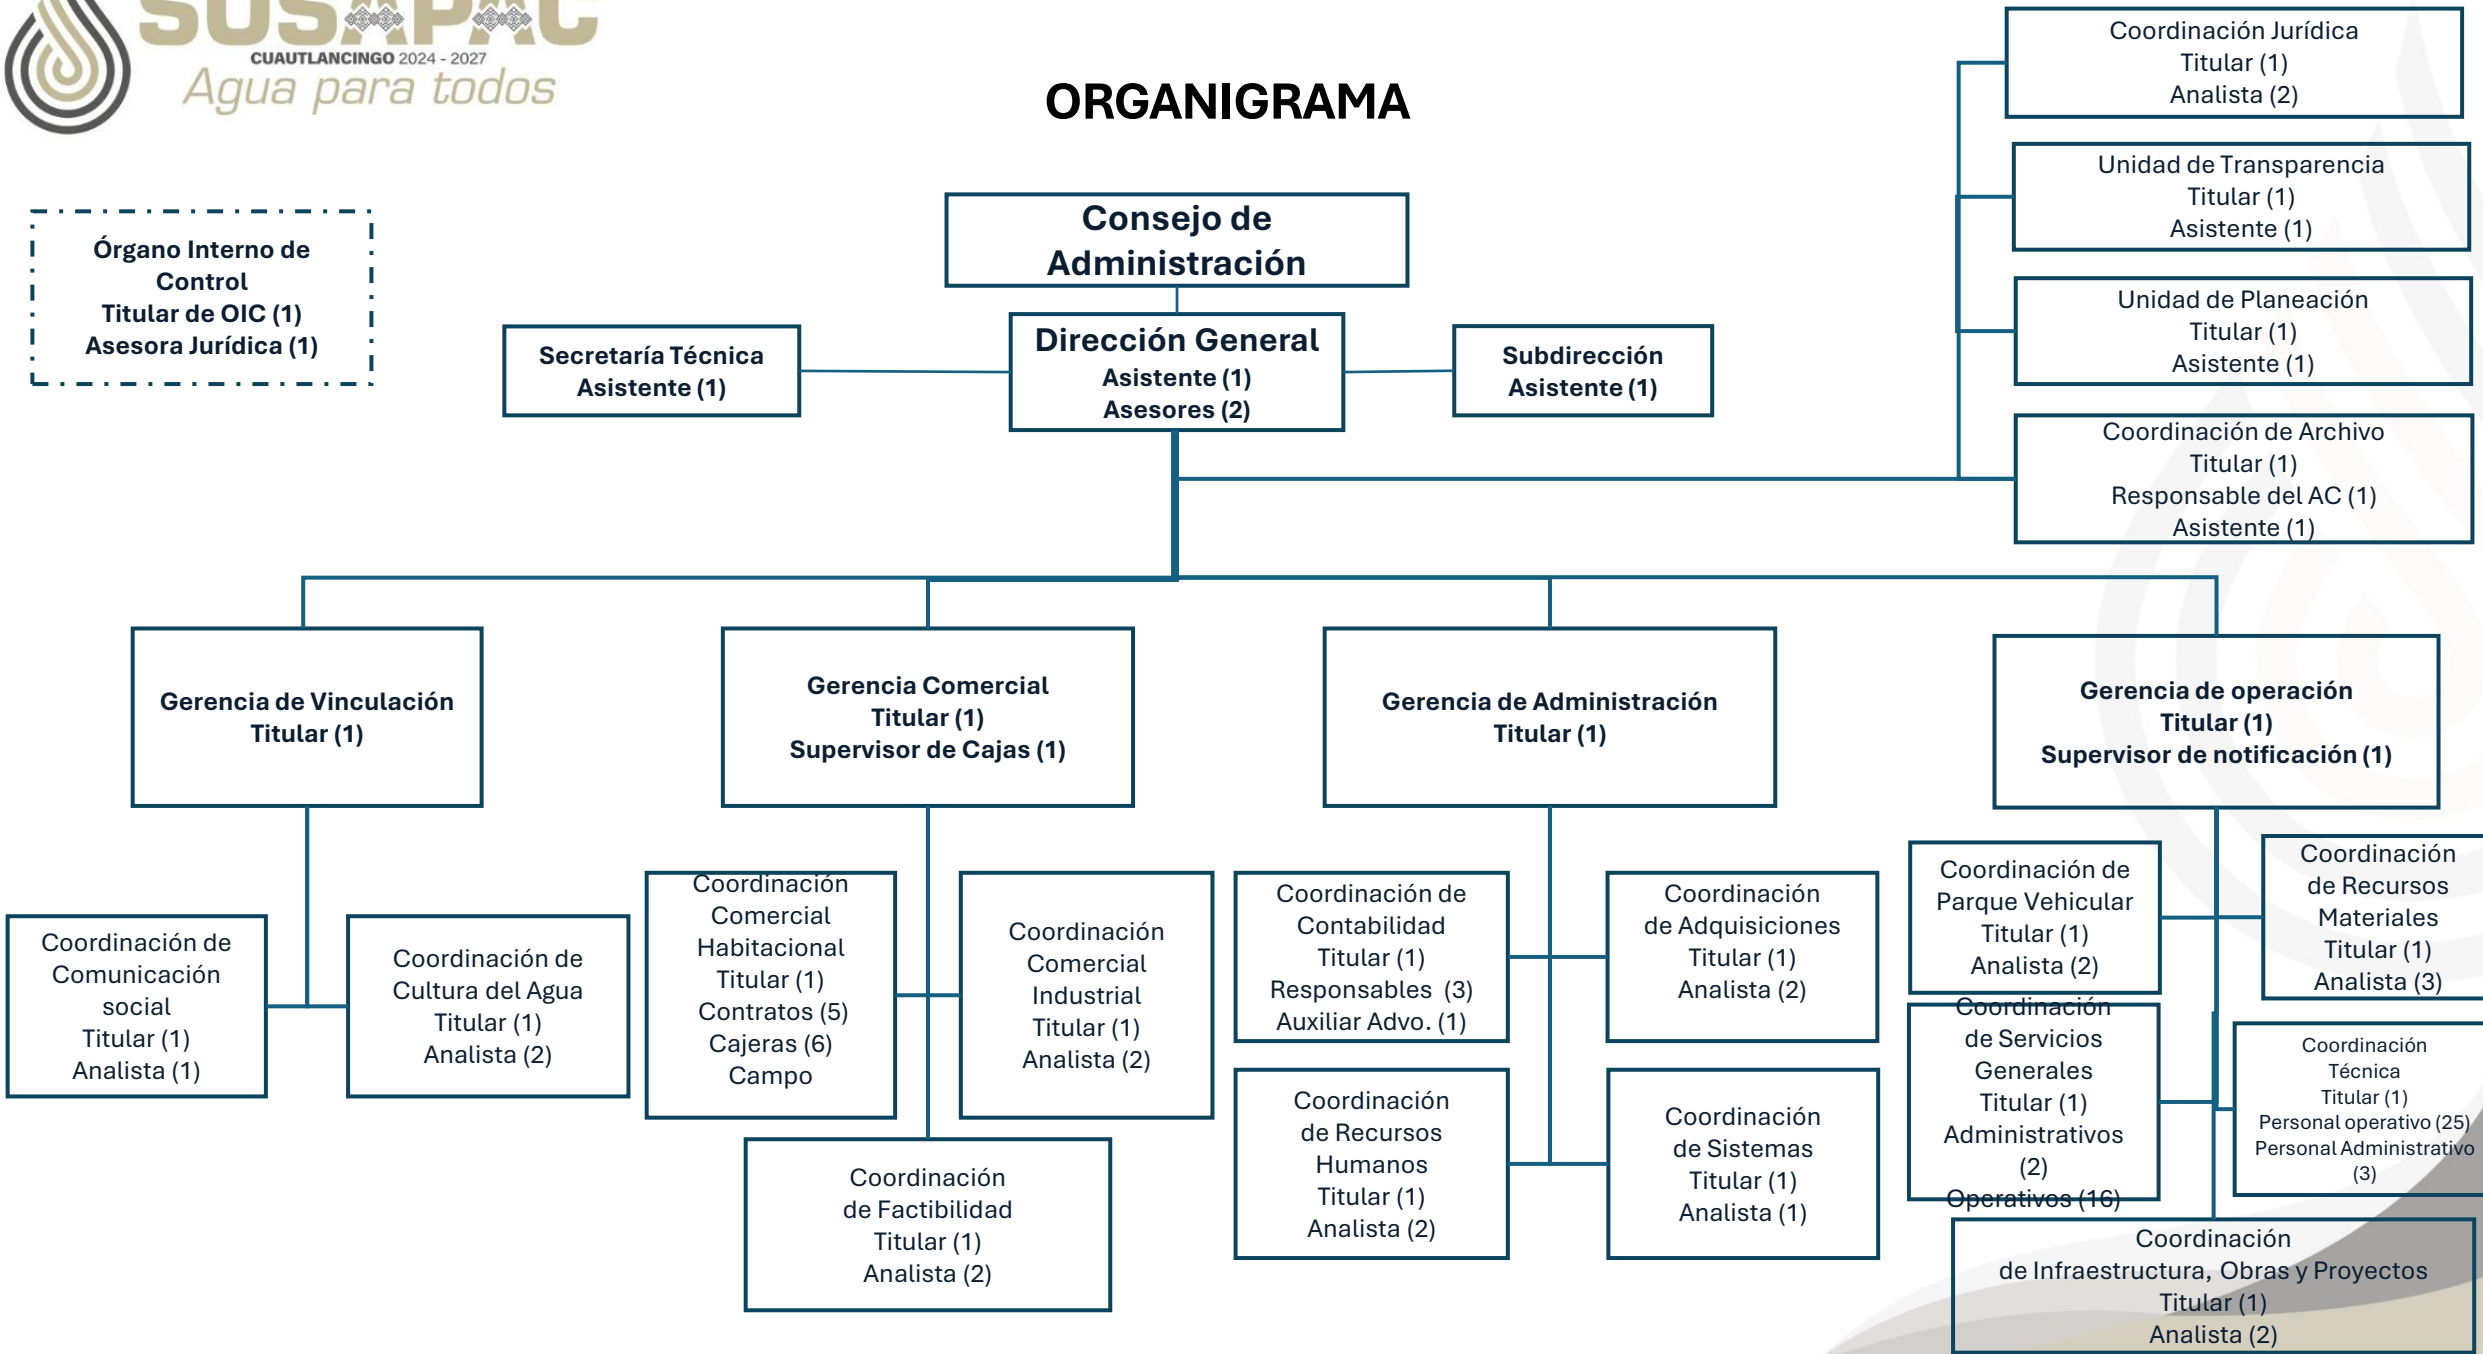 SOSAPAC
CUAUTLANCINGO 2024 - 2027
Agua para todos
ORGANIGRAMA
Coordinación Jurídica
Titular (1)
Analista (2)
Unidad de Transparencia
Titular (1)
Asistente (1)
Unidad de Planeación
Titular (1)
Asistente (1)
Coordinación de Archivo
Titular (1)
Responsable del AC (1)
Asistente (1)
Órgano Interno de
Control
Titular de OIC (1)
Asesora Jurídica (1)
Consejo de
Administración
Secretaría Técnica
Asistente (1)
Dirección General
Asistente (1)
Asesores (2)
Subdirección
Asistente (1)
Gerencia de Vinculación
Titular (1)
Gerencia Comercial
Titular (1)
Supervisor de Cajas (1)
Gerencia de Administración
Titular (1)
Gerencia de operación
Titular (1)
Supervisor de notificación (1)
Coordinación de
Comunicación
social
Titular (1)
Analista (1)
Coordinación de
Cultura del Agua
Titular (1)
Analista (2)
Coordinación
Comercial
Habitacional
Titular (1)
Contratos (5)
Cajeras (6)
Campo
Coordinación
Comercial
Industrial
Titular (1)
Analista (2)
Coordinación
de Factibilidad
Titular (1)
Analista (2)
Coordinación de
Contabilidad
Titular (1)
Responsables (3)
Auxiliar Advo. (1)
Coordinación
de Adquisiciones
Titular (1)
Analista (2)
Coordinación
de Recursos
Humanos
Titular (1)
Analista (2)
Coordinación
de Sistemas
Titular (1)
Analista (1)
Coordinación de
Parque Vehicular
Titular (1)
Analista (2)
Coordinación
de Recursos
Materiales
Titular (1)
Analista (3)
Coordinación
de Servicios
Generales
Titular (1)
Administrativos
(2)
Operativos (16)
Coordinación
Técnica
Titular (1)
Personal operativo (25)
Personal Administrativo
(3)
Coordinación
de Infraestructura, Obras y Proyectos
Titular (1)
Analista (2)